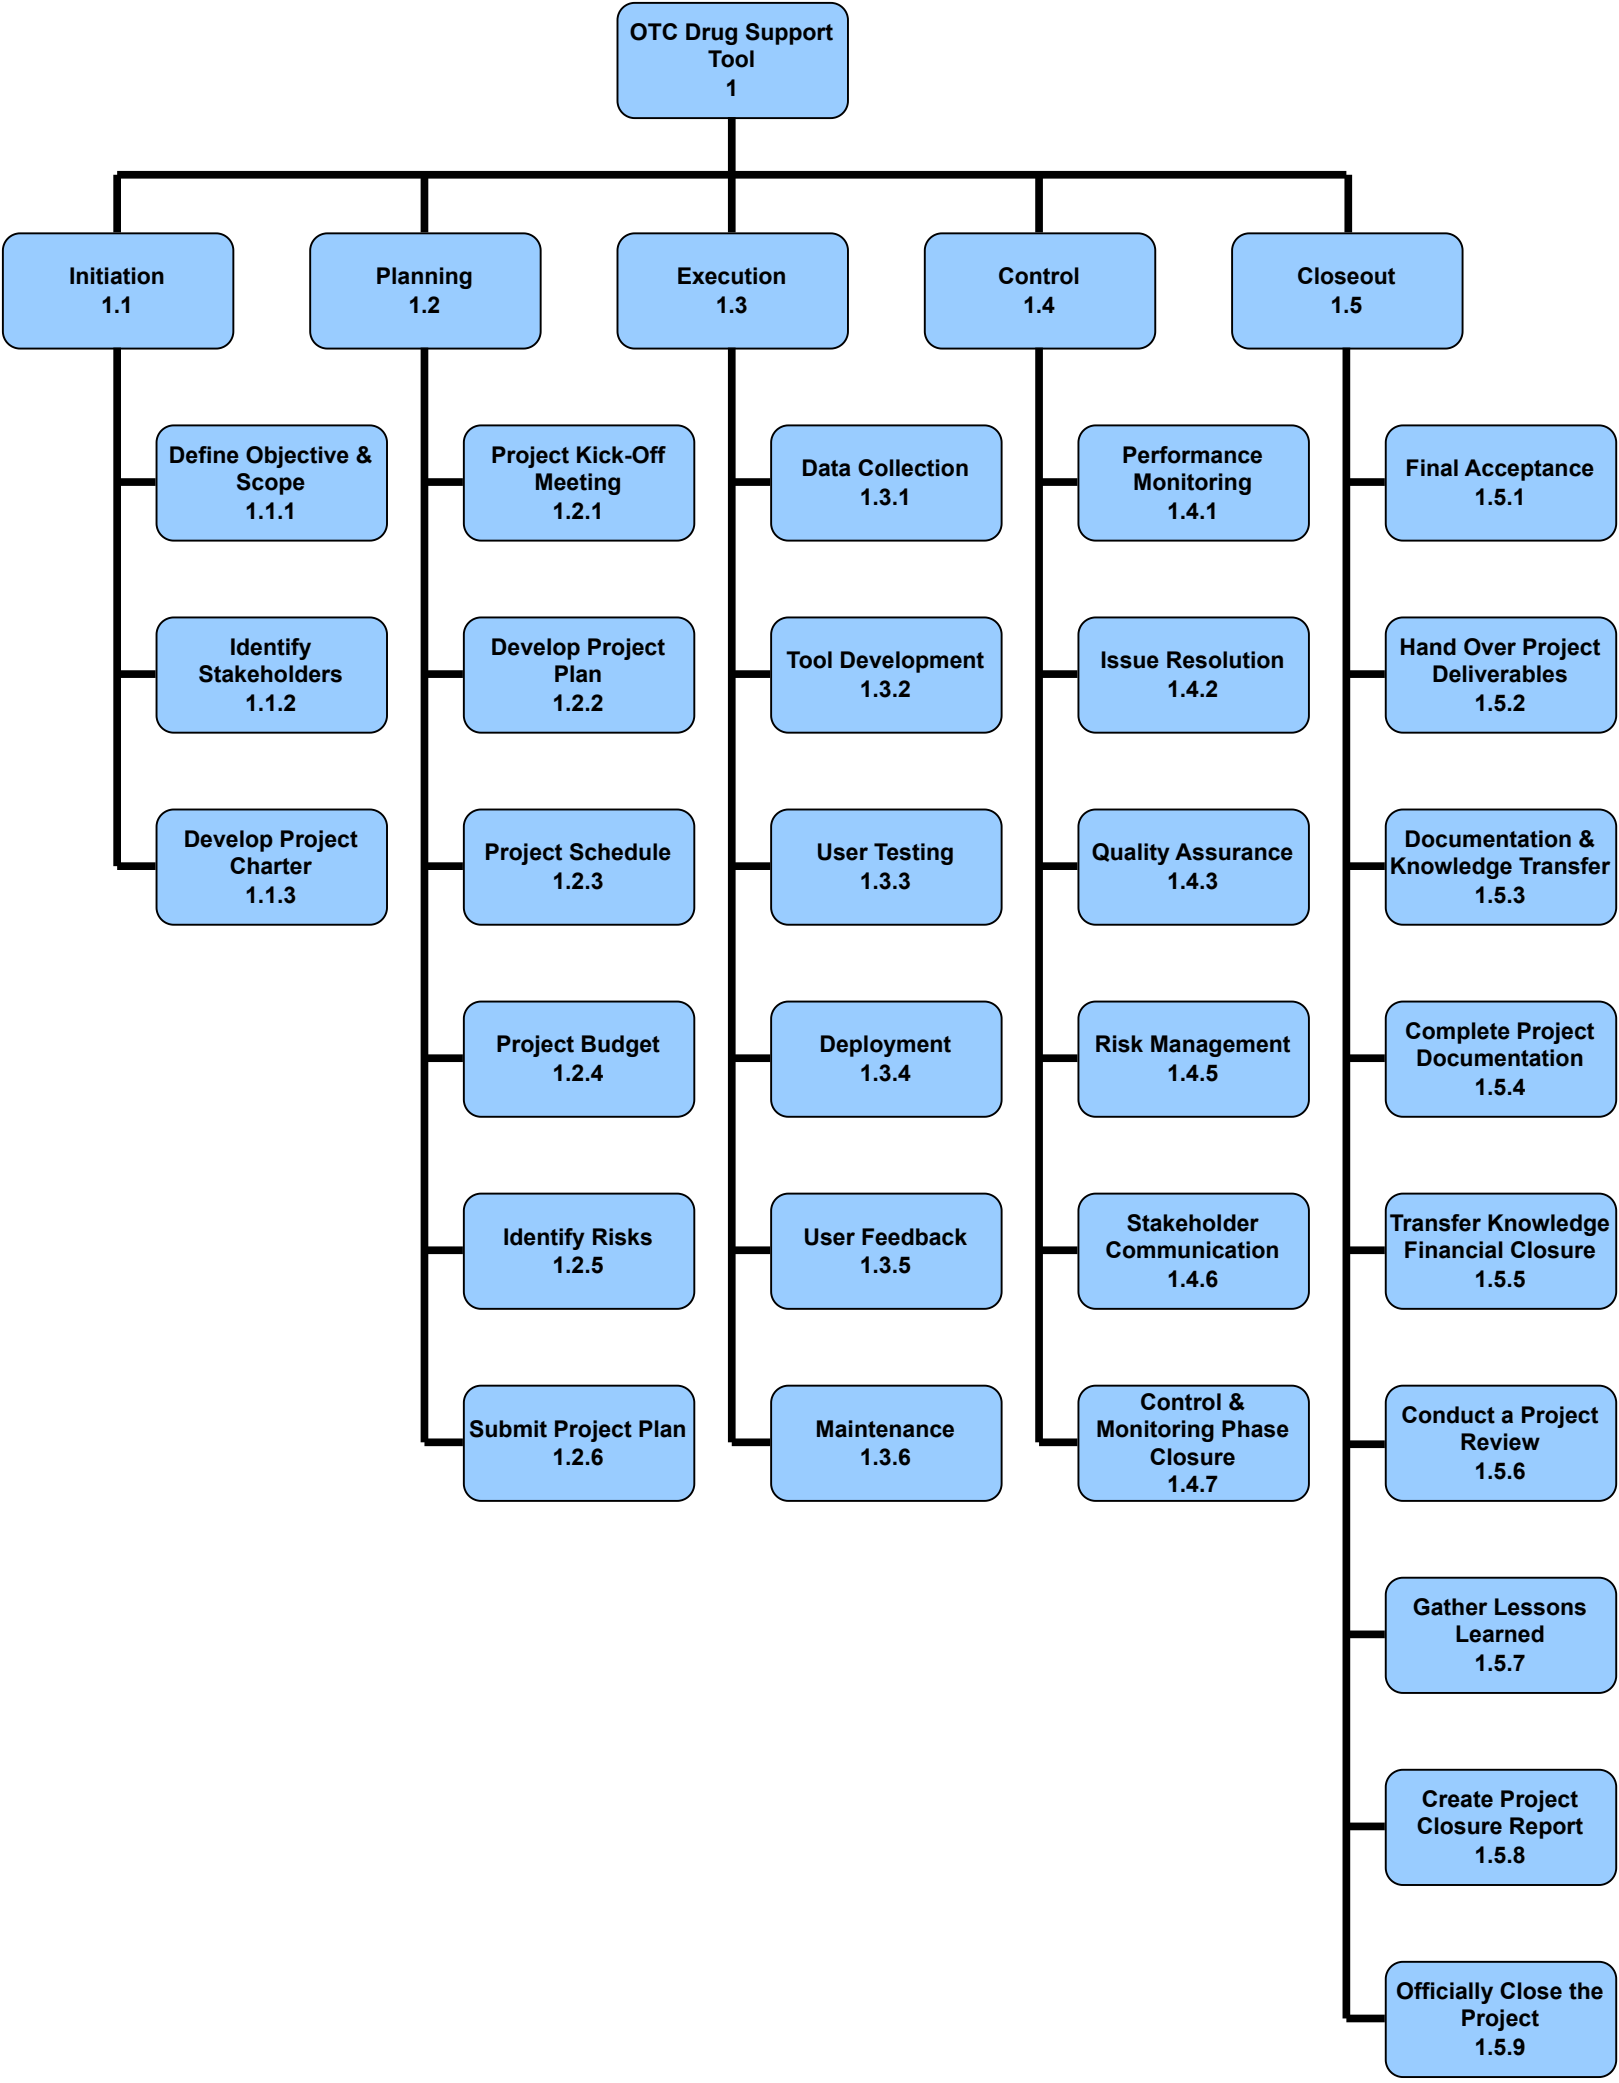 OTC Drug Support
Tool
1
Initiation
1.1
Planning
1.2
Execution
1.3
Control
1.4
Closeout
1.5
Define Objective &
Scope
1.1.1
Identify
Stakeholders
1.1.2
Develop Project
Charter
1.1.3
Project Kick-Off
Meeting
1.2.1
Develop Project
Plan
1.2.2
Project Schedule
1.2.3
Project Budget
1.2.4
Identify Risks
1.2.5
Submit Project Plan
1.2.6
Data Collection
1.3.1
Tool Development
1.3.2
User Testing
1.3.3
Deployment
1.3.4
User Feedback
1.3.5
Maintenance
1.3.6
Performance
Monitoring
1.4.1
Issue Resolution
1.4.2
Quality Assurance
1.4.3
Risk Management
1.4.5
Stakeholder
Communication
1.4.6
Control &
Monitoring Phase
Closure
1.4.7
Final Acceptance
1.5.1
Hand Over Project
Deliverables
1.5.2
Documentation &
Knowledge Transfer
1.5.3
Complete Project
Documentation
1.5.4
Transfer Knowledge
Financial Closure
1.5.5
Conduct a Project
Review
1.5.6
Gather Lessons
Learned
1.5.7
Create Project
Closure Report
1.5.8
Officially Close the
Project
1.5.9